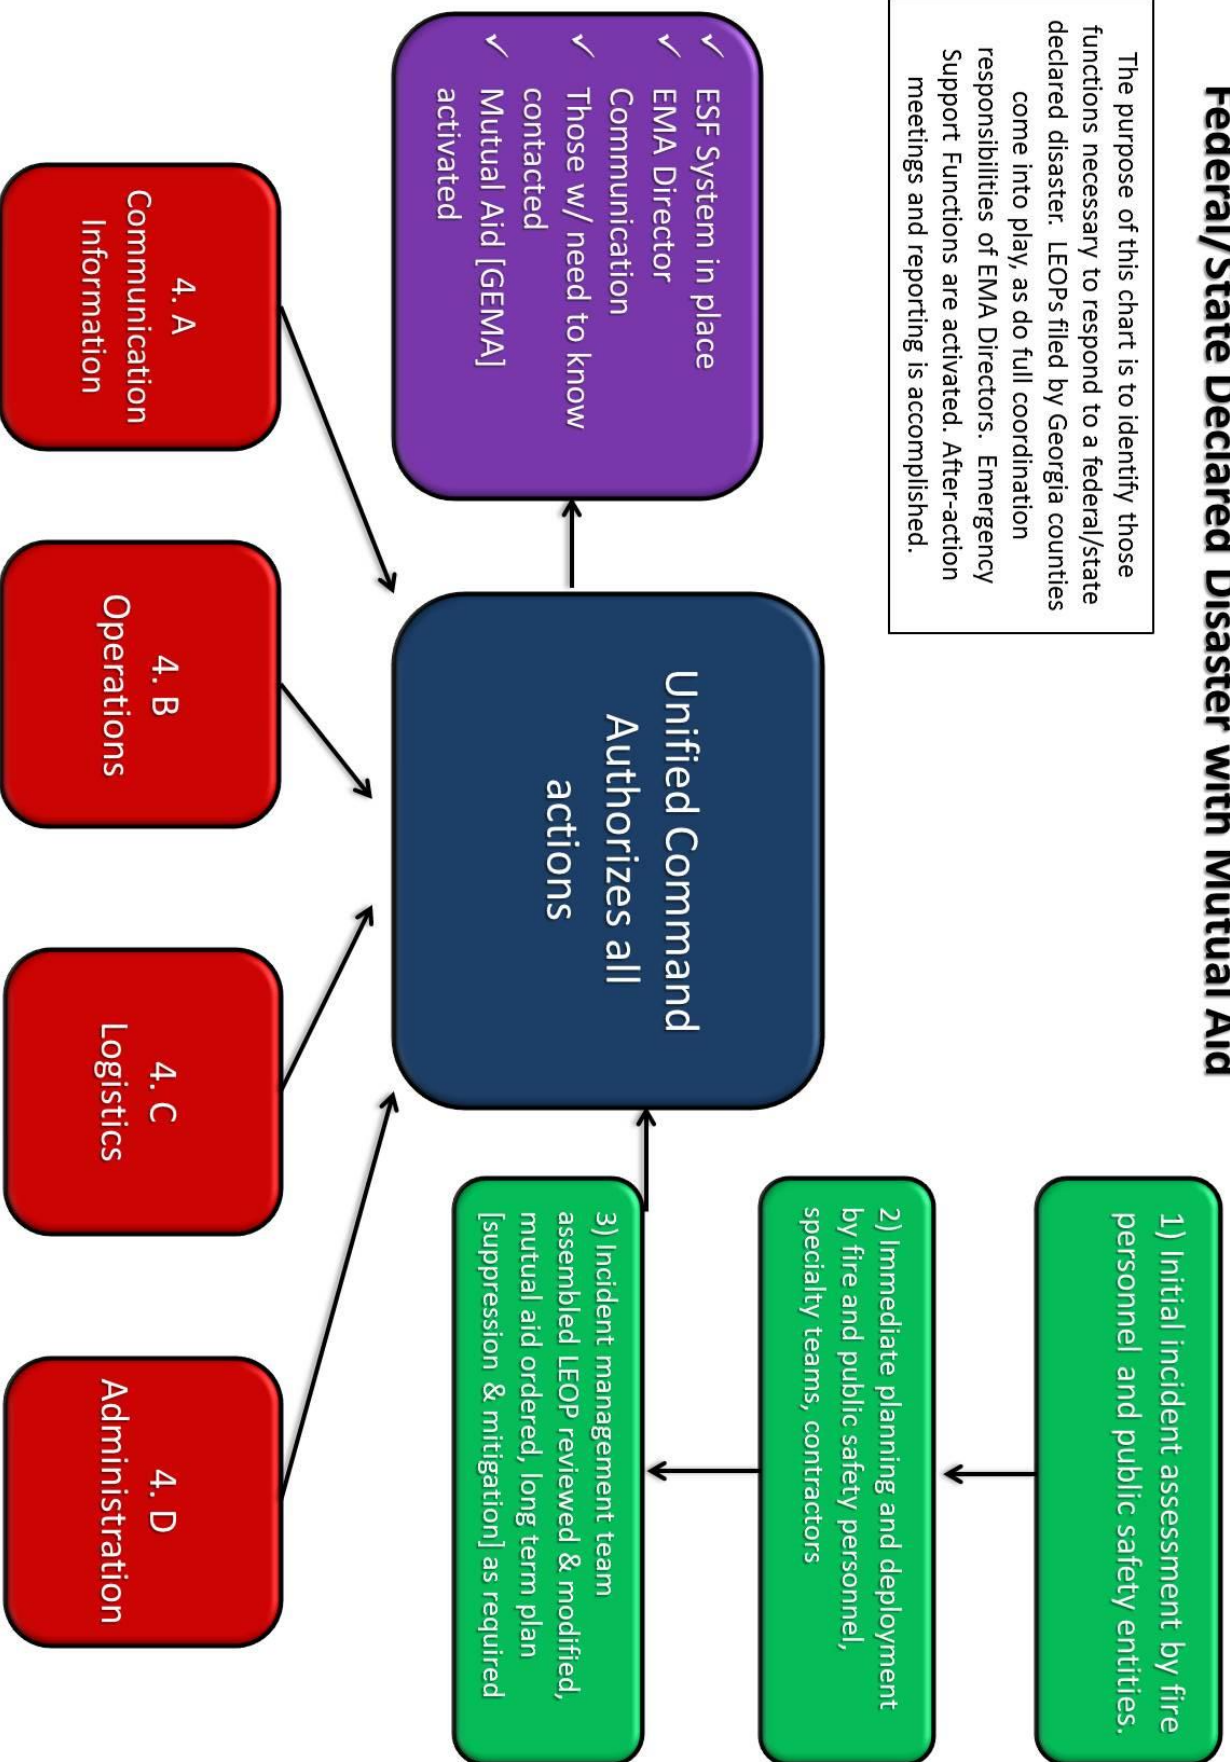 Federal/State Declared Disaster with Mutual Aid
The purpose of this chart is to identify those
functions necessary to respond to a federal/state
declared disaster. LEOPs filed by Georgia counties
come into play, as do full coordination
responsibilities of EMA Directors. Emergency
Support Functions are activated. After-action
meetings and reporting is accomplished.
1) Initial incident assessment by fire
personnel and public safety entities.
2) Immediate planning and deployment
by fire and public safety personnel,
specialty teams, contractors
3) Incident management team
assembled LEOP reviewed & modified,
mutual aid ordered, long term plan
[suppression & mitigation] as required
✓ ESF System in place
✓ EMA Director
Communication
✓ Those w/ need to know
contacted
✓ Mutual Aid [GEMA]
activated
Unified Command
Authorizes all
actions
4. A
Communication
Information
4. B
Operations
4. C
Logistics
4. D
Administration